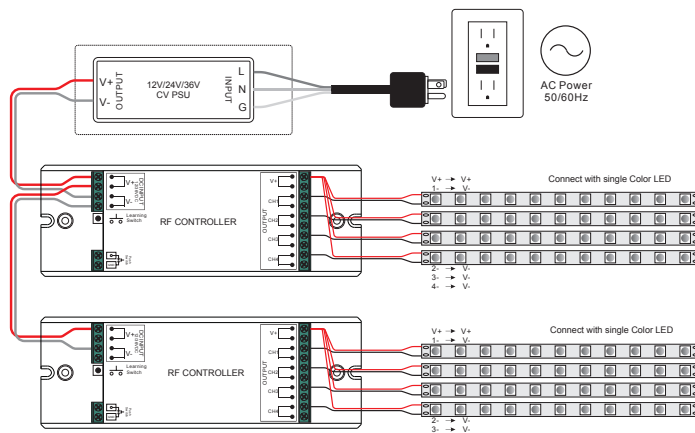 V+
V-
OUTPUT
12V/24V/36V
CV PSU
INPUT
L
N
G
AC Power
50/60Hz
V+
V-
DC INPUT
Learning
Switch
RF CONTROLLER
OUTPUT
V+
CH1
CH2
CH3
CH4
V+ → V+
1- → V-
Connect with single Color LED
2- → V-
3- → V-
4- → V-
V+
V-
DC INPUT
Learning
Switch
RF CONTROLLER
OUTPUT
V+
CH1
CH2
CH3
CH4
V+ → V+
1- → V-
Connect with single Color LED
2- → V-
3- → V-